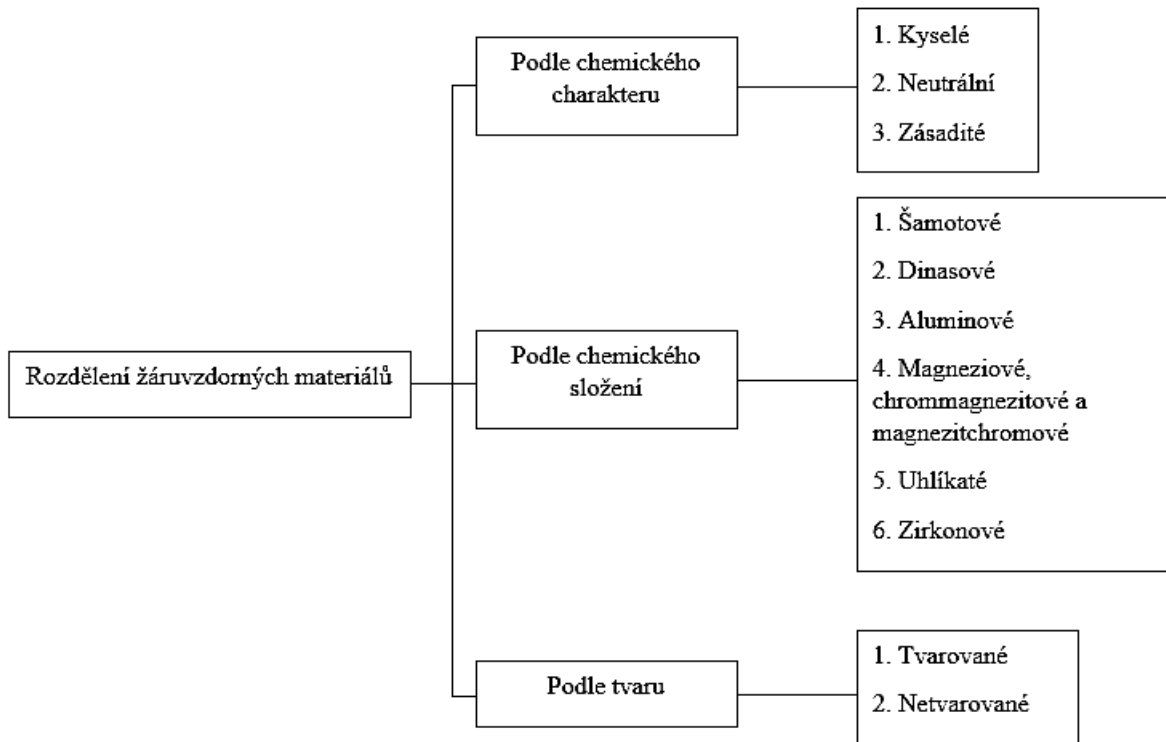 Rozdělení žáruvzdorných materiálů
Podle chemického
charakteru
1. Kyselé
2. Neutrální
3. Zásadité
Podle chemického
složení
1. Šamotové
2. Dinasové
3. Aluminové
4. Magneziové,
chrommagnezitové a
magnezitchromové
5. Uhlíkaté
6. Zirkonové
Podle tvaru
1. Tvarované
2. Netvarované